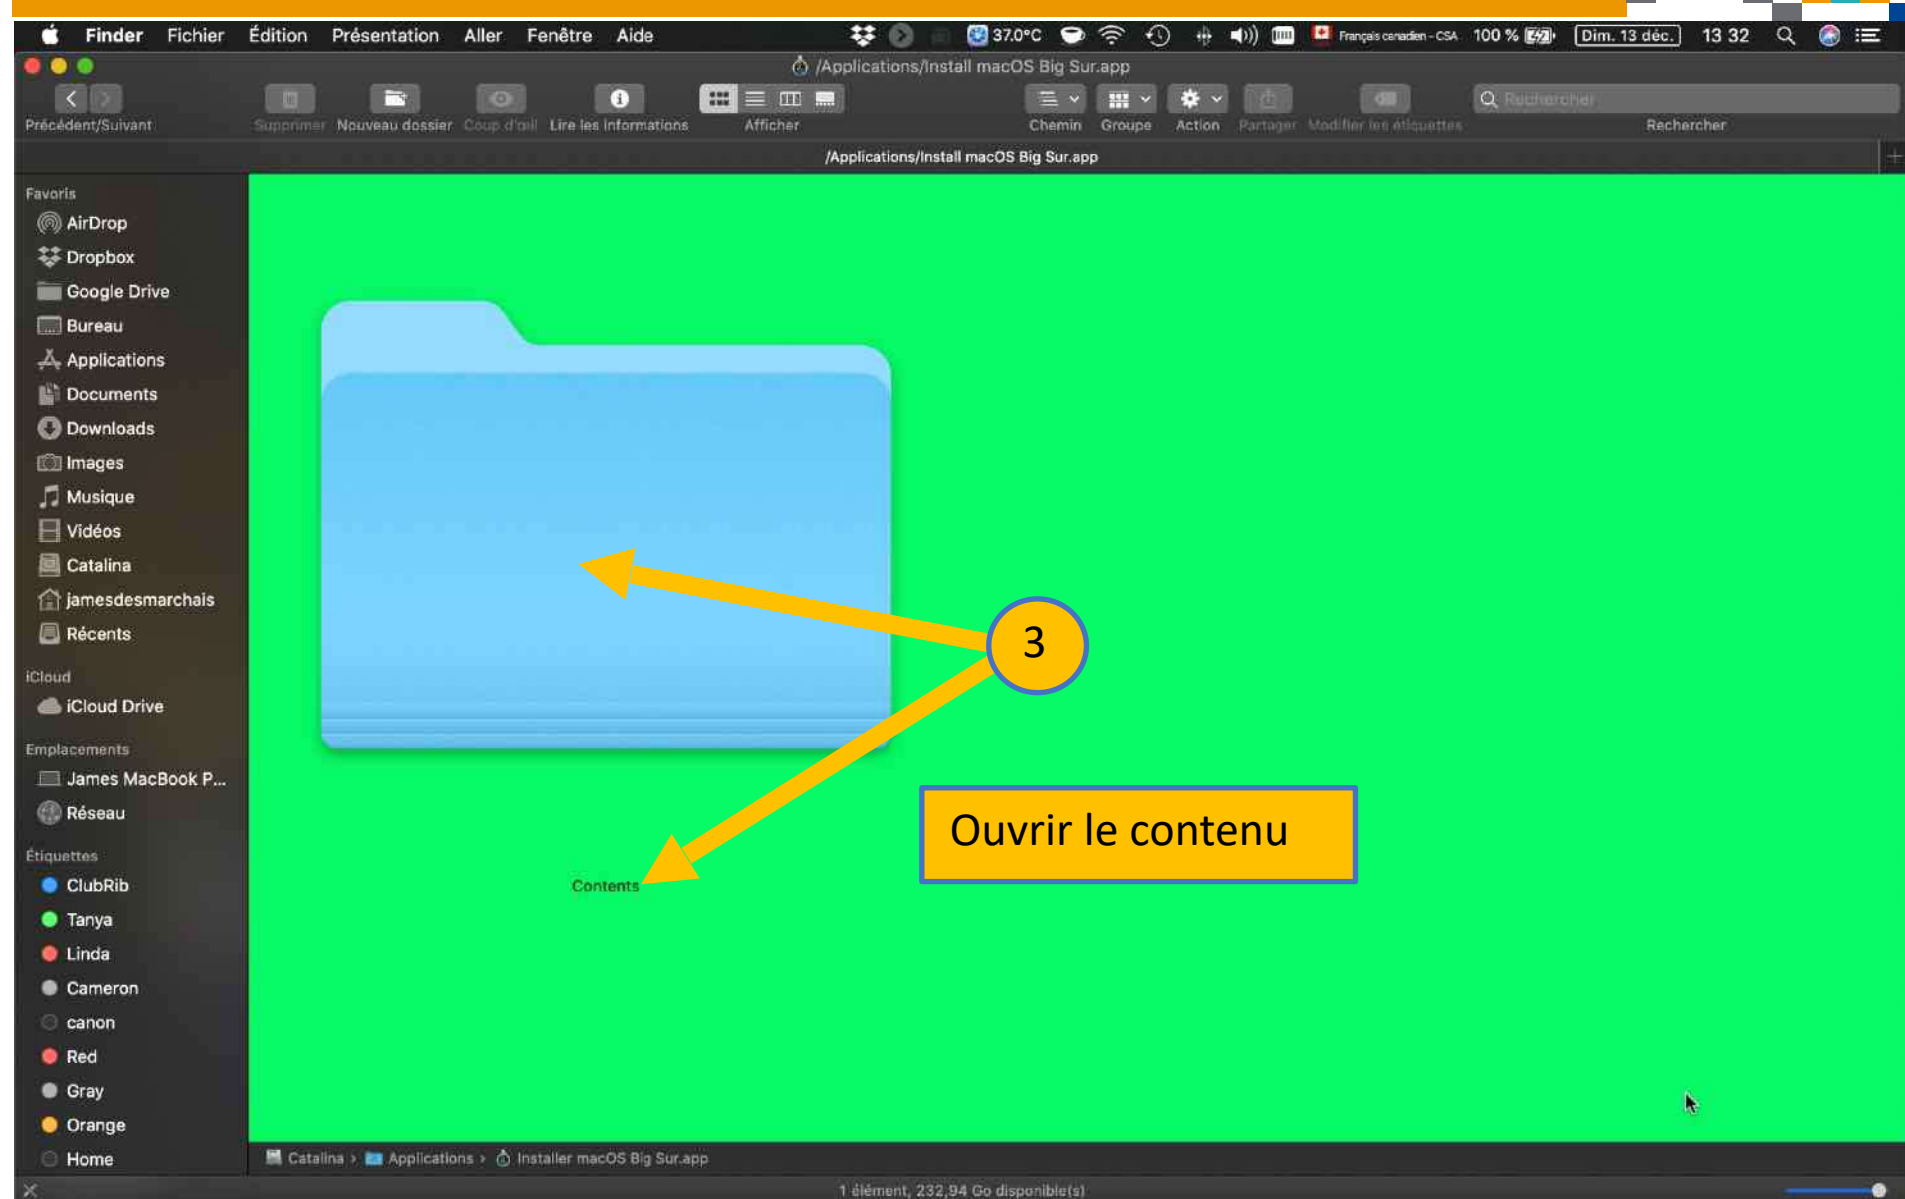 Finder Fichier Édition Présentation Aller Fenêtre Aide 37.0°C Français canadien - CSA 100 % Dim. 13 déc. 13 32
/Applications/Install macOS Big Sur.app
Précédent/Suivant Supprimer Nouveau dossier Coup d'œil Lire les informations Afficher Chemin Groupe Action Partager Modifier les étiquettes Rechercher
Rechercher
/Applications/Install macOS Big Sur.app
Favoris
AirDrop
Dropbox
Google Drive
Bureau
Applications
Documents
Downloads
Images
Musique
Vidéos
Catalina
jamesdesmarchais
Récents
iCloud
iCloud Drive
Emplacements
James MacBook P...
Réseau
Étiquettes
ClubRib
Tanya
Linda
Cameron
canon
Red
Gray
Orange
Home
3
Ouvrir le contenu
Contents
Catalina › Applications › Installer macOS Big Sur.app
1 élément, 232,94 Go disponible(s)